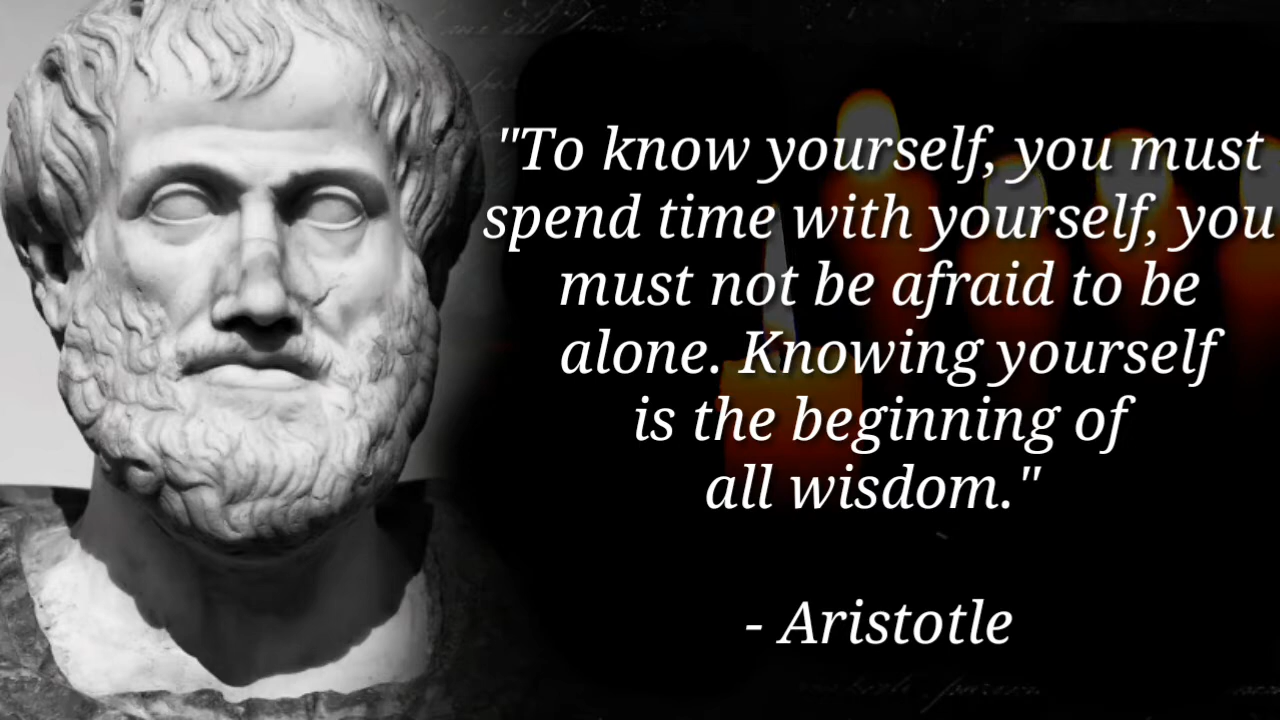 "To know yourself, you must
spend time with yourself, you
must not be afraid to be
alone. Knowing yourself
is the beginning of
all wisdom."
- Aristotle